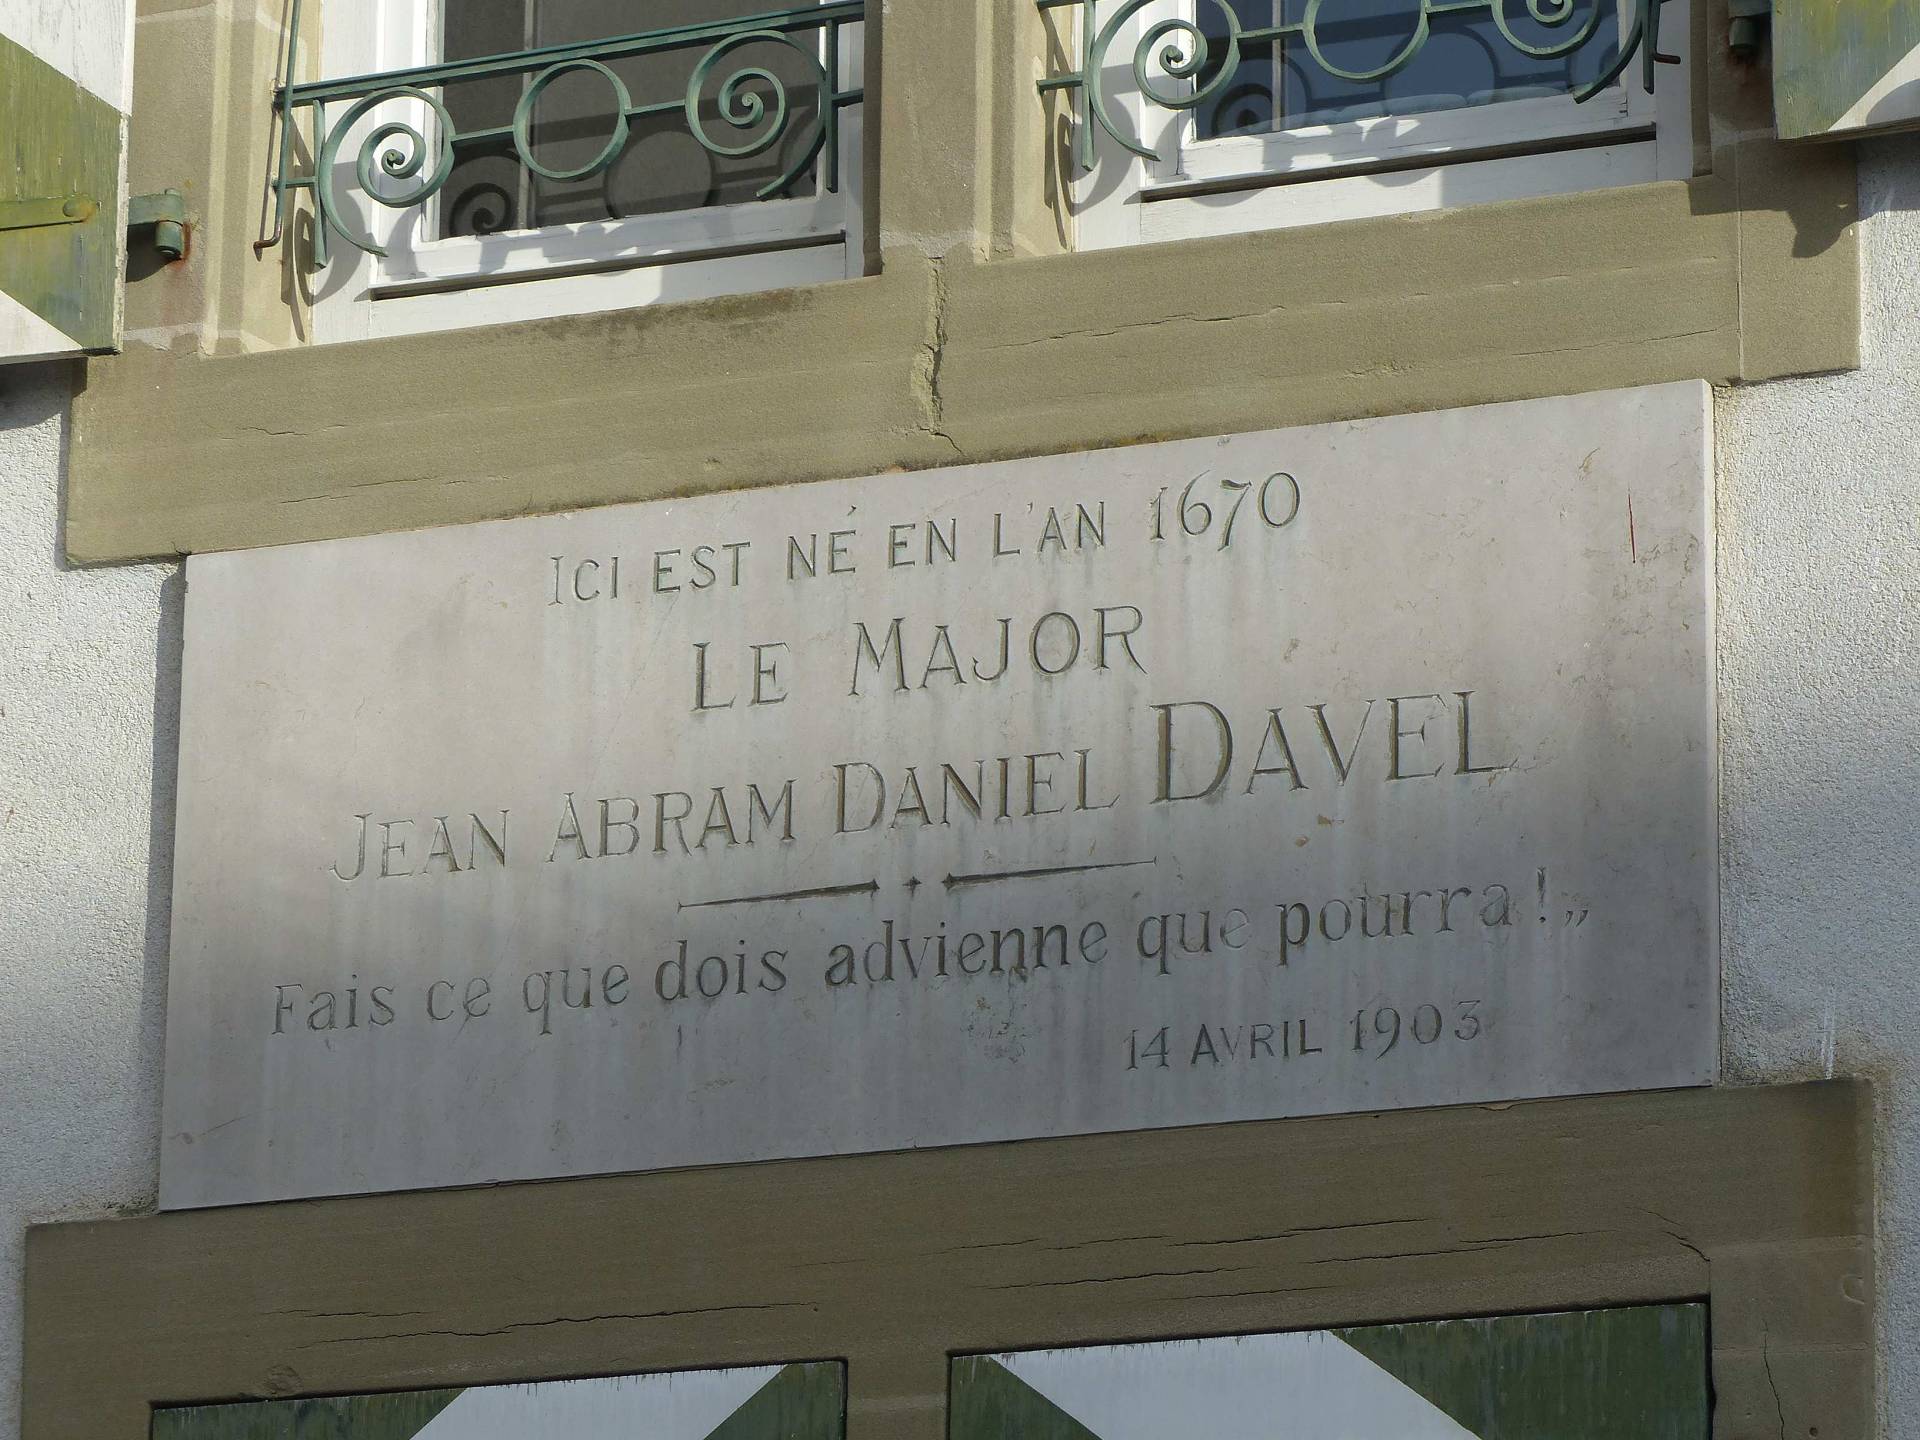 ICI EST NÉ EN L'AN 1670
LE MAJOR
JEAN ABRAM DANIEL DAVEL
Fais ce que dois advienne que pourra!„
14 AVRIL 1903